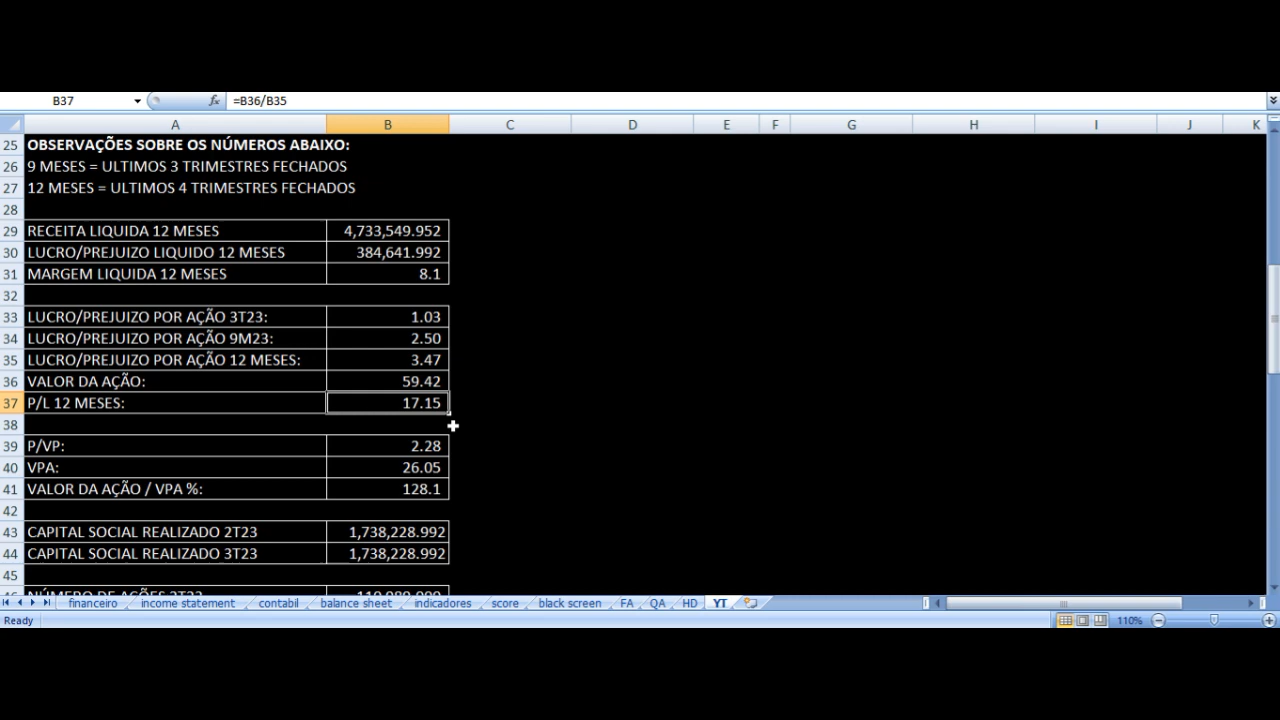 B37 fx =B36/B35
A B C D E F G H I J K
25 OBSERVAÇÕES SOBRE OS NÚMEROS ABAIXO:
26 9 MESES = ULTIMOS 3 TRIMESTRES FECHADOS
27 12 MESES = ULTIMOS 4 TRIMESTRES FECHADOS
28
29 RECEITA LIQUIDA 12 MESES 4,733,549.952
30 LUCRO/PREJUIZO LIQUIDO 12 MESES 384,641.992
31 MARGEM LIQUIDA 12 MESES 8.1
32
33 LUCRO/PREJUIZO POR AÇÃO 3T23: 1.03
34 LUCRO/PREJUIZO POR AÇÃO 9M23: 2.50
35 LUCRO/PREJUIZO POR AÇÃO 12 MESES: 3.47
36 VALOR DA AÇÃO: 59.42
37 P/L 12 MESES: 17.15
38
39 P/VP: 2.28
40 VPA: 26.05
41 VALOR DA AÇÃO / VPA %: 128.1
42
43 CAPITAL SOCIAL REALIZADO 2T23 1,738,228.992
44 CAPITAL SOCIAL REALIZADO 3T23 1,738,228.992
45
financeiro income statement contabil balance sheet indicadores score black screen FA QA HD YT
Ready 110%